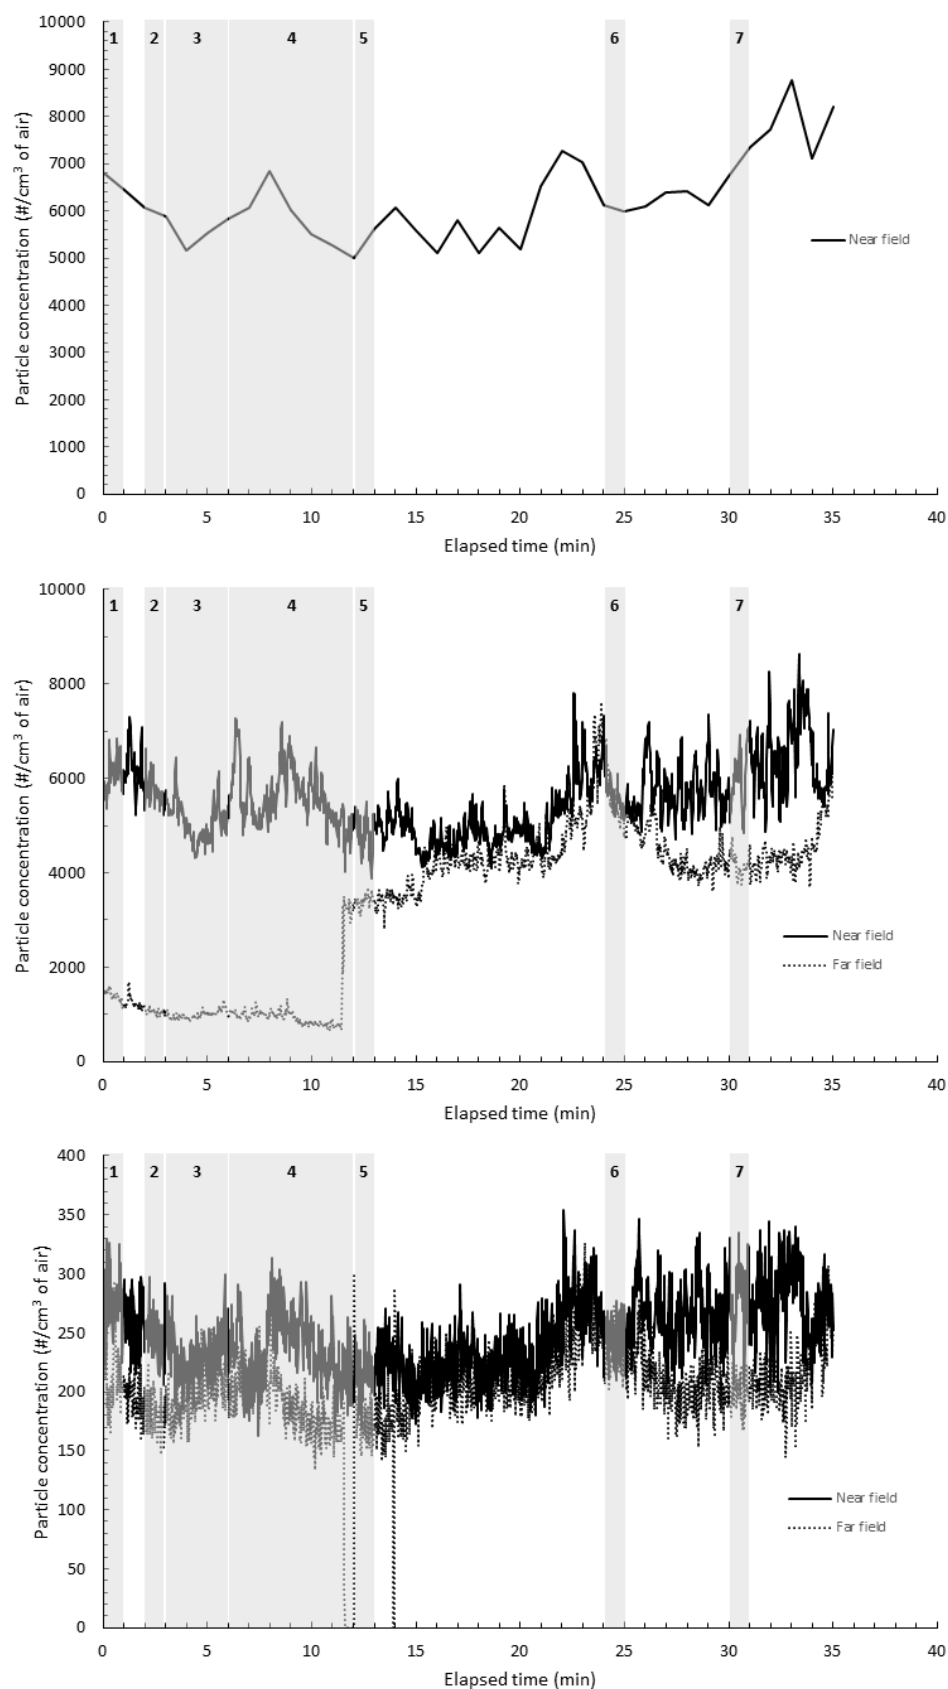 Particle concentration (#/cm³ of air)
10000
9000
8000
7000
6000
5000
4000
3000
2000
1000
0
1 2 3 4 5 6 7
Near field
0 5 10 15 20 25 30 35 40
Elapsed time (min)
Particle concentration (#/cm³ of air)
10000
8000
6000
4000
2000
0
1 2 3 4 5 6 7
Near field
Far field
0 5 10 15 20 25 30 35 40
Elapsed time (min)
Particle concentration (#/cm³ of air)
400
350
300
250
200
150
100
50
0
1 2 3 4 5 6 7
Near field
Far field
0 5 10 15 20 25 30 35 40
Elapsed time (min)